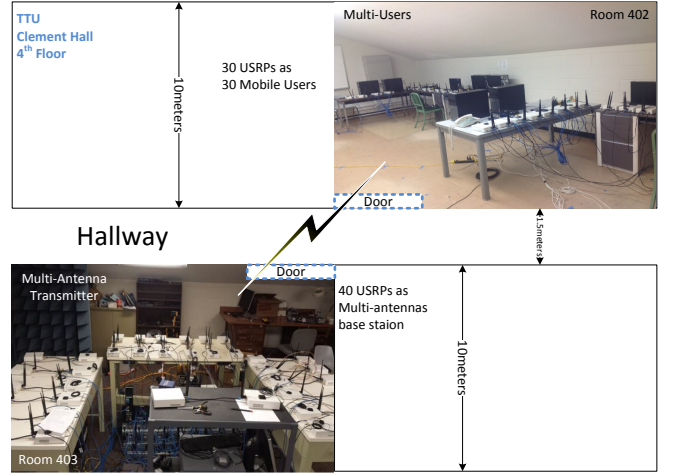 TTU
Clement Hall
4th Floor
30 USRPs as
30 Mobile Users
10meters
Multi-Users
Room 402
Door
Hallway
1.5meters
Door
Multi-Antenna
Transmitter
40 USRPs as
Multi-antennas
base staion
10meters
Room 403